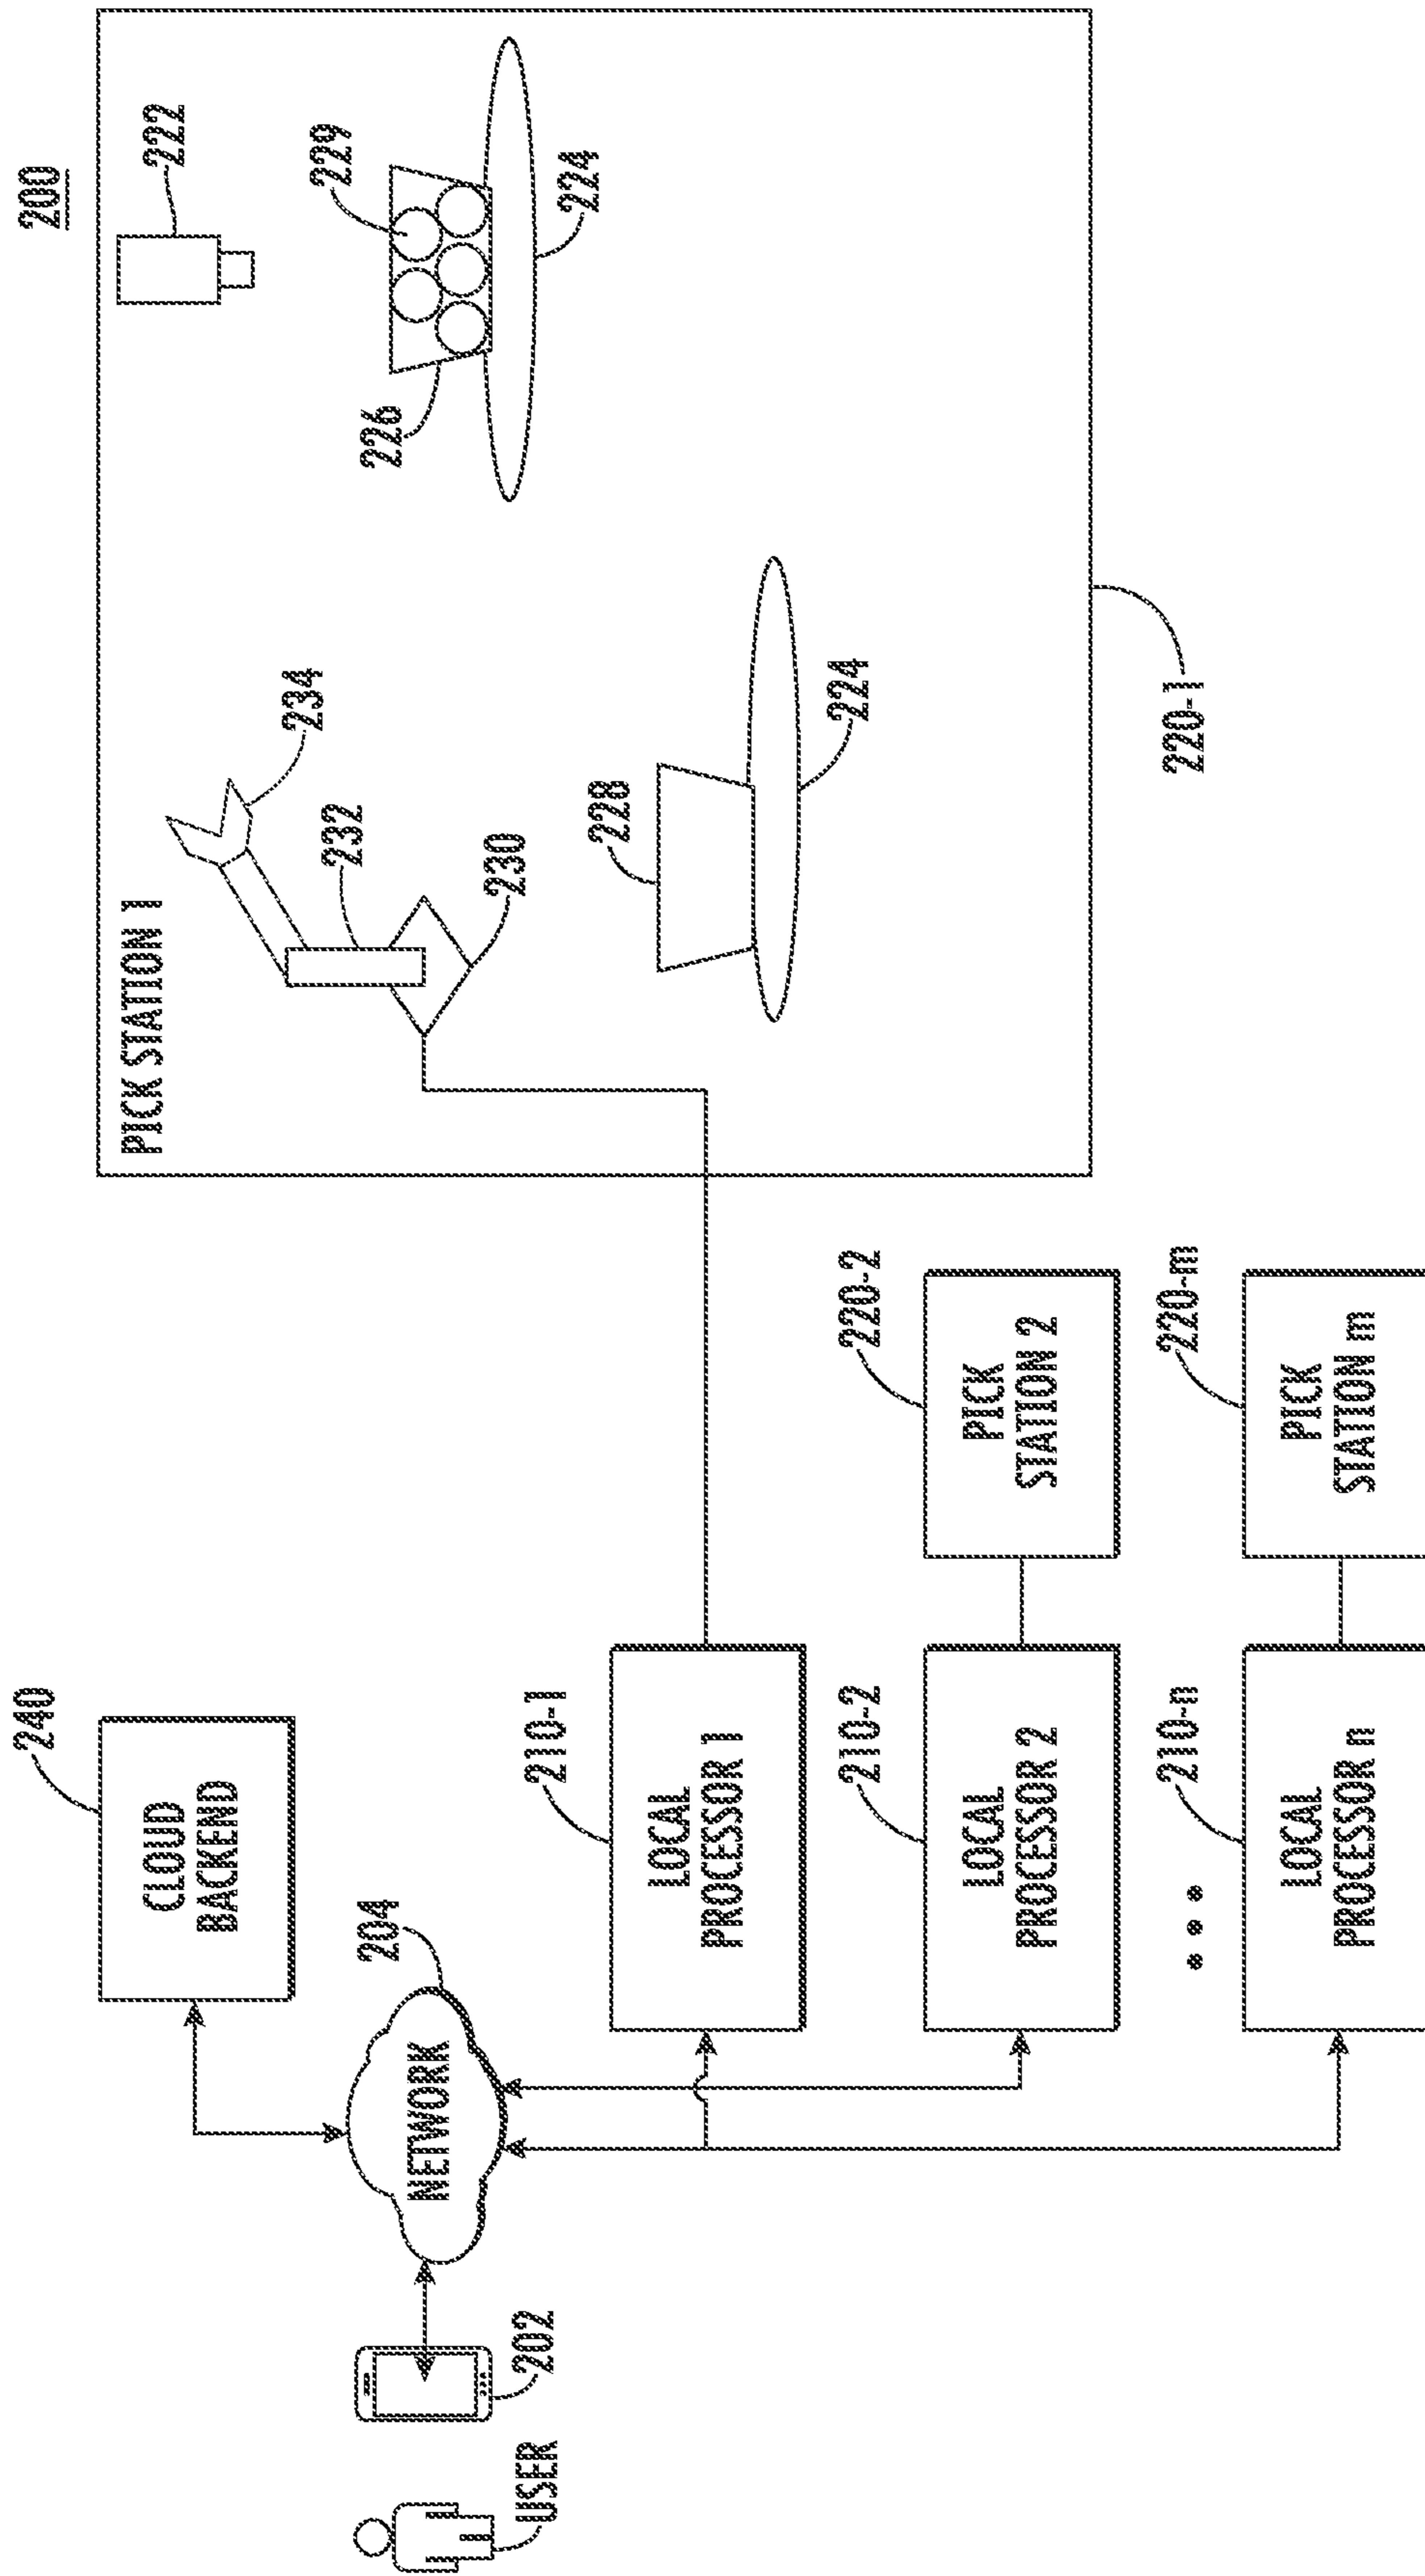 200
PICK STATION 1
222
229
226
224
234
232
230
228
224
220-1
240
CLOUD
BACKEND
204
NETWORK
202
USER
210-1
LOCAL
PROCESSOR 1
210-2
LOCAL
PROCESSOR 2
220-2
PICK
STATION 2
210-n
LOCAL
PROCESSOR n
220-m
PICK
STATION m